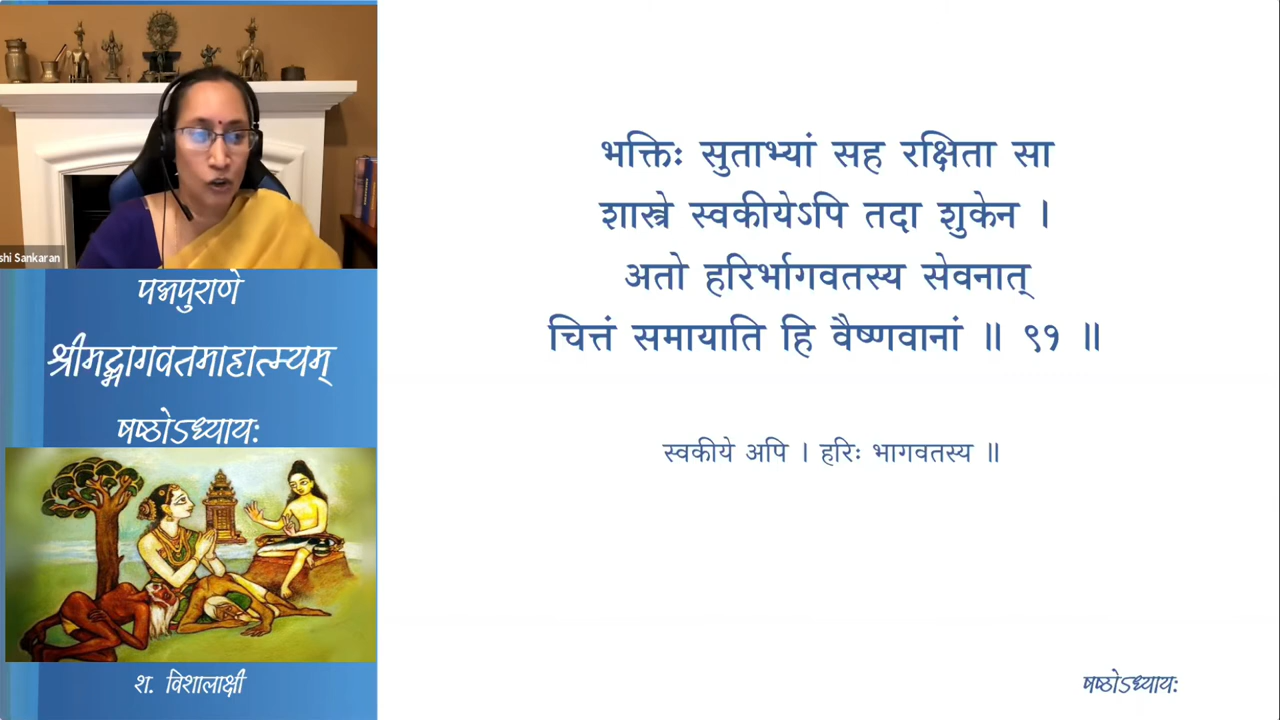 shi Sankaran
पद्मपुराणे
श्रीमद्भागवतमाहात्म्यम्
षष्ठोऽध्यायः
श. विशालाक्षी
भक्तिः सुताभ्यां सह रक्षिता सा
शास्त्रे स्वकीयेऽपि तदा शुकेन ।
अतो हरिर्भागवतस्य सेवनात्
चित्तं समायाति हि वैष्णवानां ॥ ९१ ॥
स्वकीये अपि । हरिः भागवतस्य ॥
षष्ठोऽध्यायः